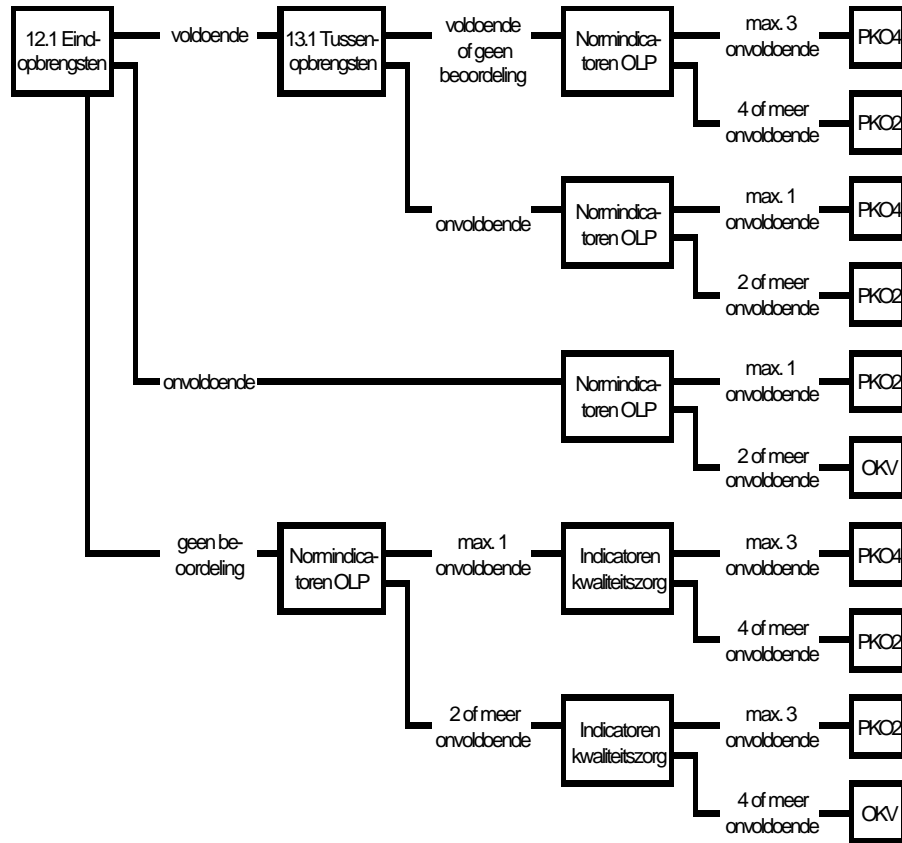 12.1 Eind-
opbrengsten
voldoende
13.1 Tussen-
opbrengsten
voldoende
of geen
beoordeling
Normindica-
toren OLP
max. 3
onvoldoende
PKO4
4 of meer
onvoldoende
PKO2
onvoldoende
Normindica-
toren OLP
max. 1
onvoldoende
PKO4
2 of meer
onvoldoende
PKO2
onvoldoende
Normindica-
toren OLP
max. 1
onvoldoende
PKO2
2 of meer
onvoldoende
OKV
geen be-
oordeling
Normindica-
toren OLP
max. 1
onvoldoende
Indicatoren
kwaliteitszorg
max. 3
onvoldoende
PKO4
4 of meer
onvoldoende
PKO2
2 of meer
onvoldoende
Indicatoren
kwaliteitszorg
max. 3
onvoldoende
PKO2
4 of meer
onvoldoende
OKV